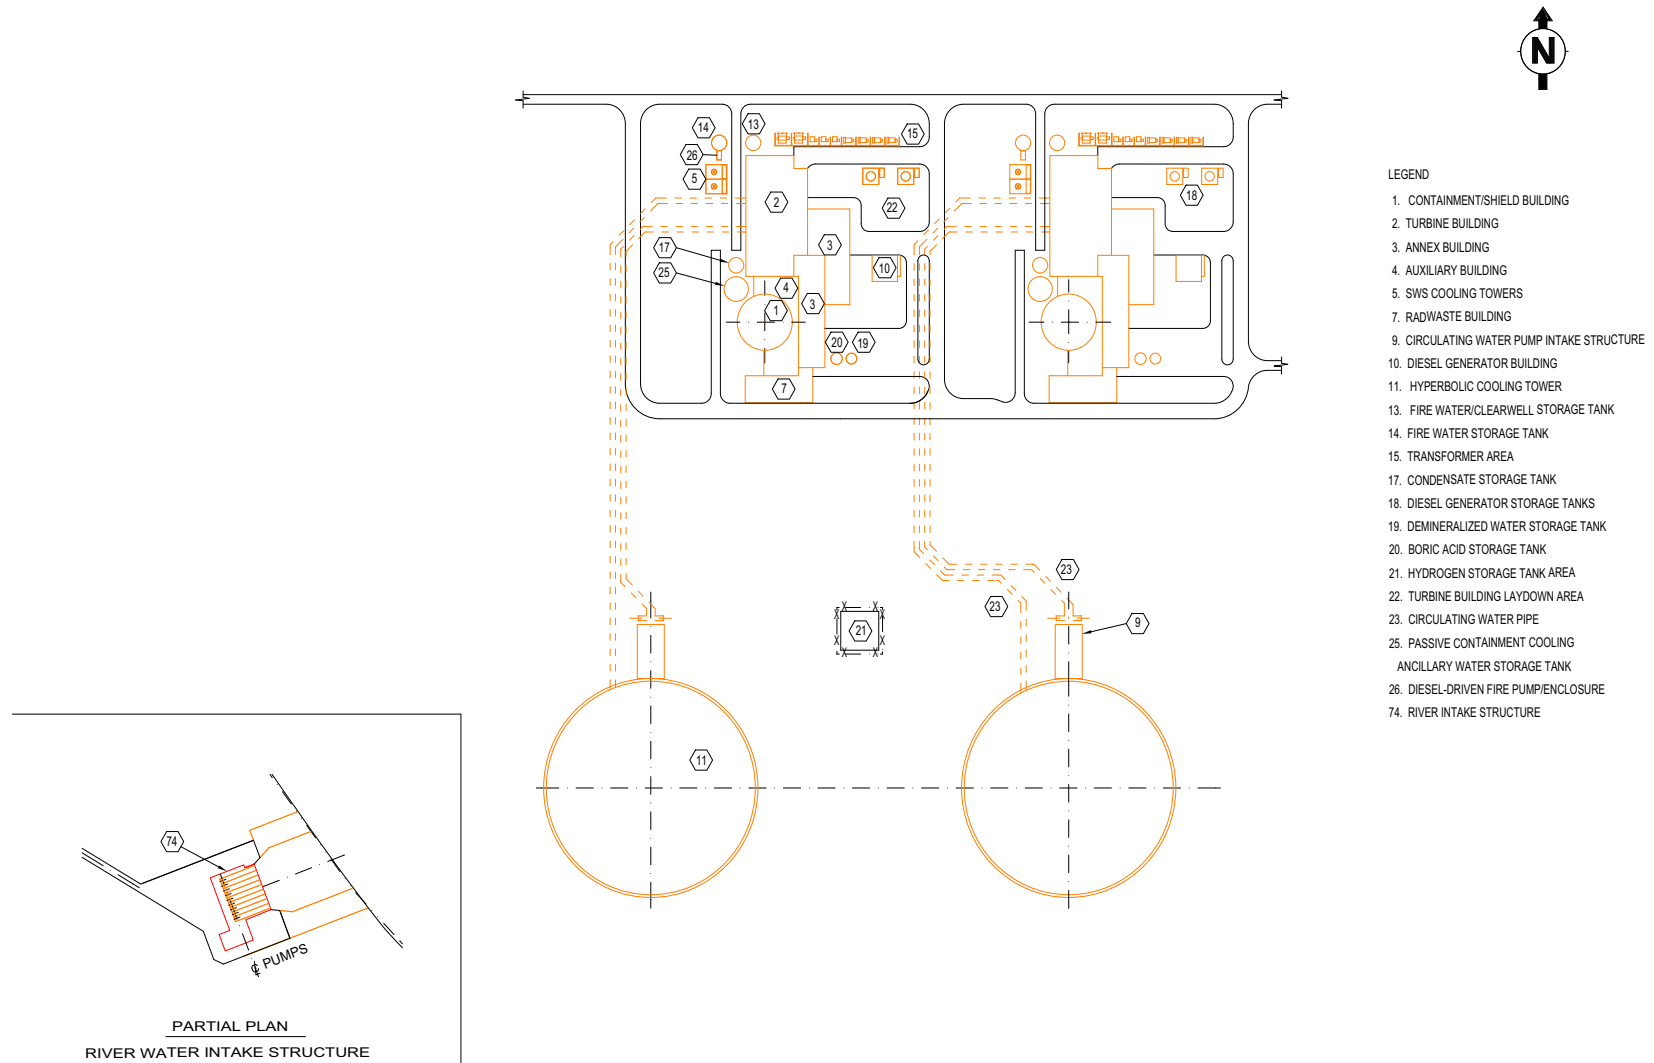 N
14
13
15
26
5
2
22
18
17
3
25
10
4
1
3
20
19
7
23
23
9
21
11
74
℄ PUMPS
PARTIAL PLAN
RIVER WATER INTAKE STRUCTURE
LEGEND
1. CONTAINMENT/SHIELD BUILDING
2. TURBINE BUILDING
3. ANNEX BUILDING
4. AUXILIARY BUILDING
5. SWS COOLING TOWERS
7. RADWASTE BUILDING
9. CIRCULATING WATER PUMP INTAKE STRUCTURE
10. DIESEL GENERATOR BUILDING
11. HYPERBOLIC COOLING TOWER
13. FIRE WATER/CLEARWELL STORAGE TANK
14. FIRE WATER STORAGE TANK
15. TRANSFORMER AREA
17. CONDENSATE STORAGE TANK
18. DIESEL GENERATOR STORAGE TANKS
19. DEMINERALIZED WATER STORAGE TANK
20. BORIC ACID STORAGE TANK
21. HYDROGEN STORAGE TANK AREA
22. TURBINE BUILDING LAYDOWN AREA
23. CIRCULATING WATER PIPE
25. PASSIVE CONTAINMENT COOLING
ANCILLARY WATER STORAGE TANK
26. DIESEL-DRIVEN FIRE PUMP/ENCLOSURE
74. RIVER INTAKE STRUCTURE